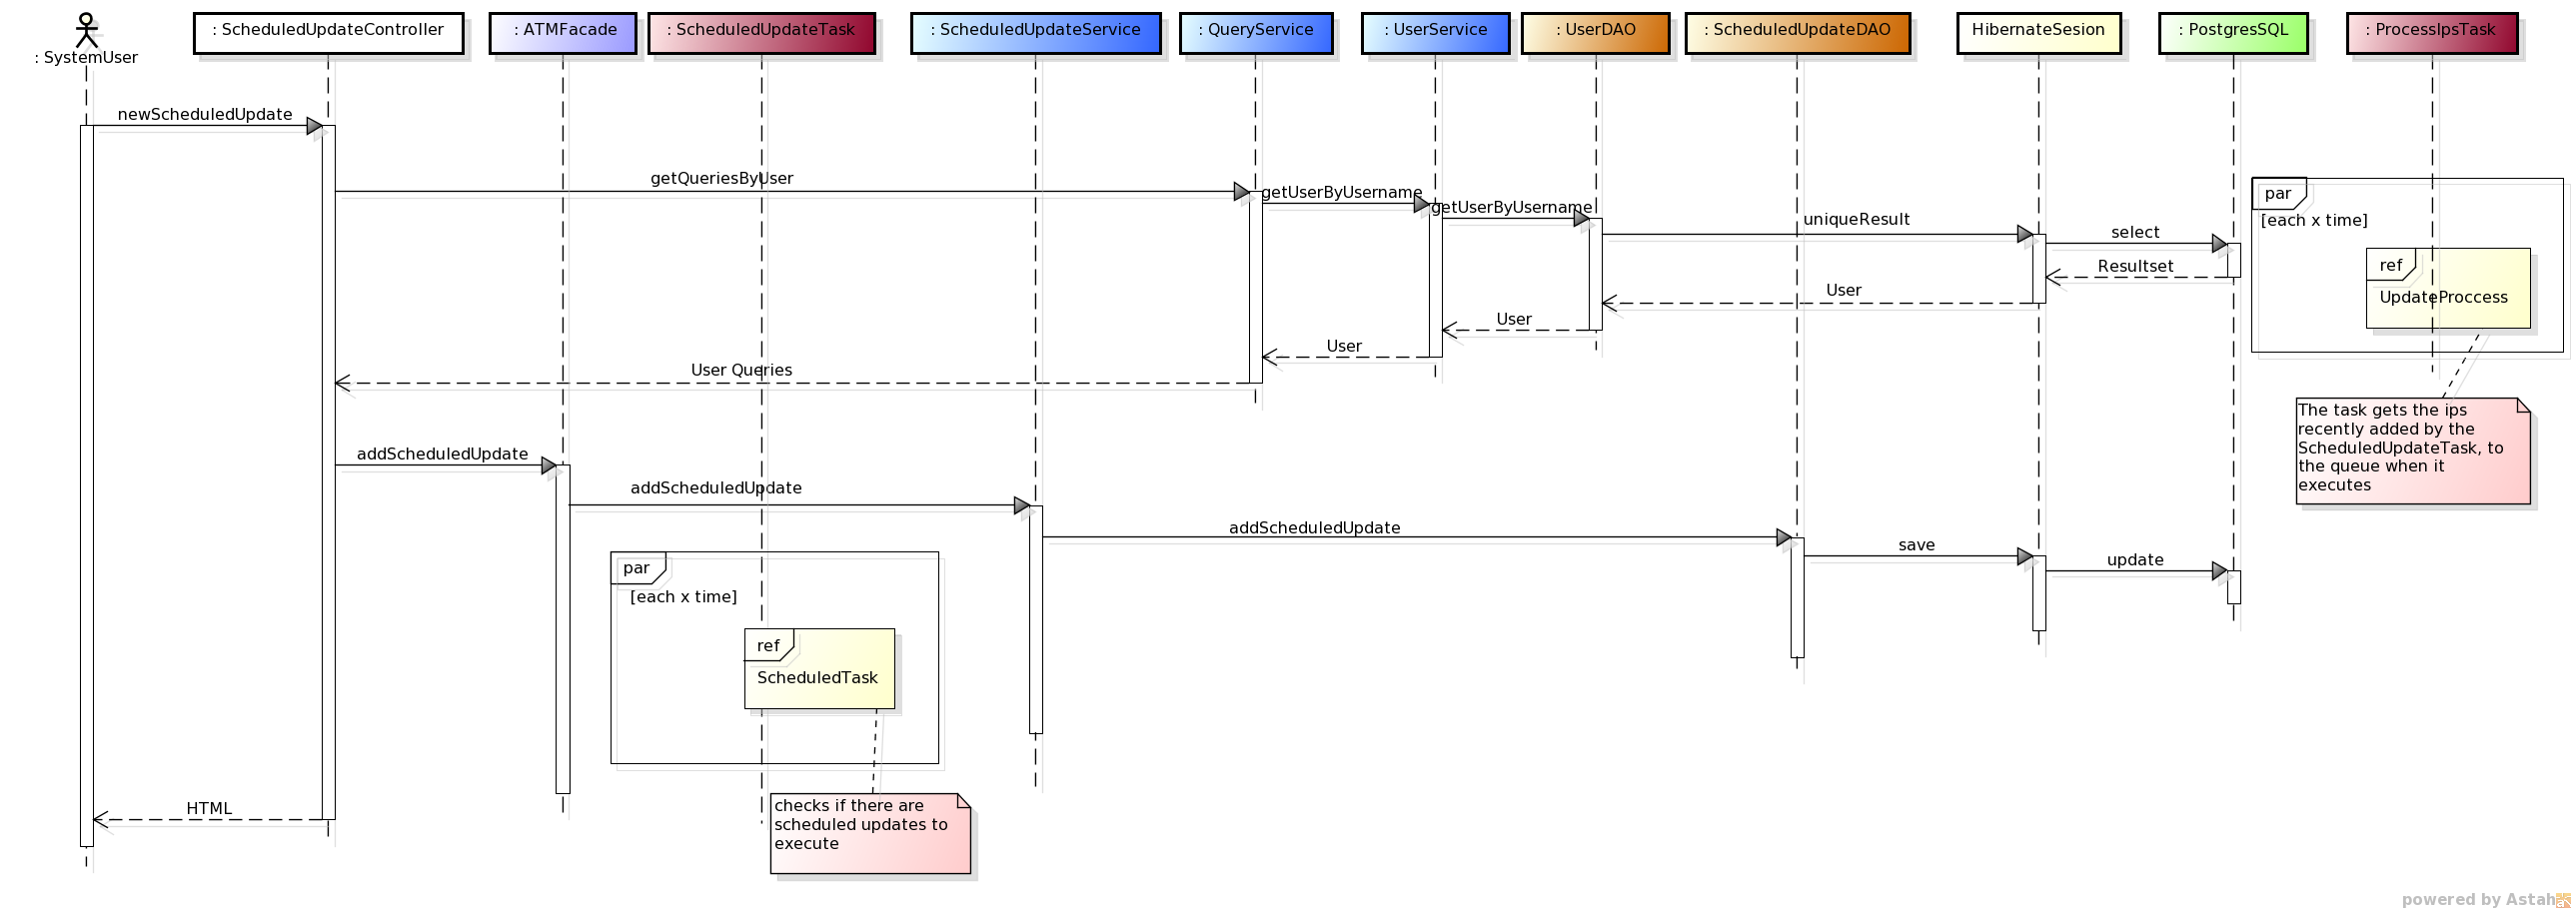 : SystemUser
: ScheduledUpdateController
: ATMFacade
: ScheduledUpdateTask
: ScheduledUpdateService
: QueryService
: UserService
: UserDAO
: ScheduledUpdateDAO
HibernateSesion
: PostgresSQL
: ProcessIpsTask
newScheduledUpdate
getQueriesByUser
getUserByUsername
getUserByUsername
uniqueResult
select
Resultset
User
User
User
User Queries
par
[each x time]
ref
UpdateProccess
The task gets the ips
recently added by the
ScheduledUpdateTask, to
the queue when it
executes
addScheduledUpdate
addScheduledUpdate
addScheduledUpdate
save
update
par
[each x time]
ref
ScheduledTask
checks if there are
scheduled updates to
execute
HTML
powered by Astah